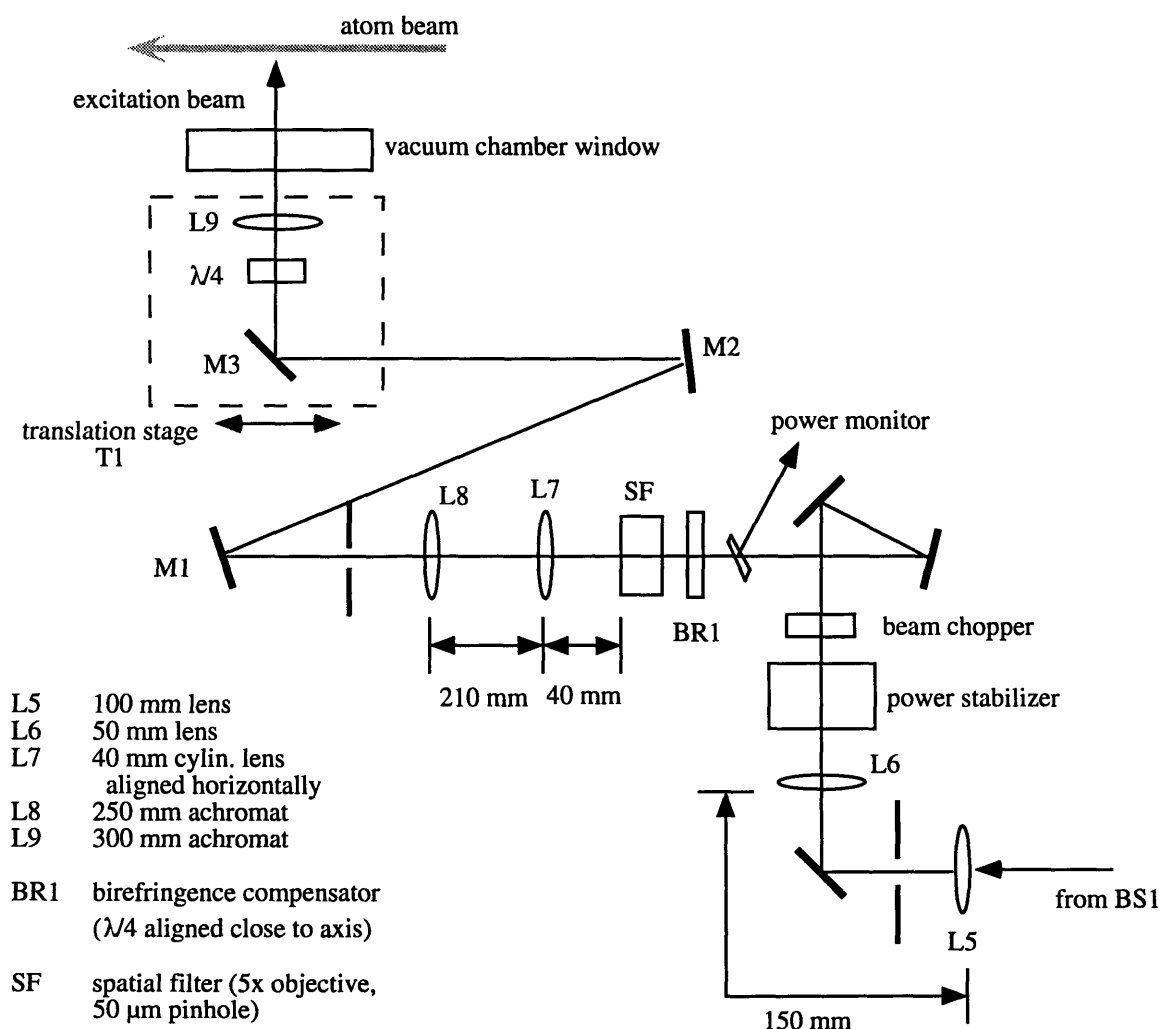 atom beam
excitation beam
vacuum chamber window
L9
λ/4
M3
M2
translation stage
T1
power monitor
L8
L7
SF
M1
BR1
beam chopper
210 mm
40 mm
power stabilizer
L6
from BS1
L5
150 mm
L5 100 mm lens
L6 50 mm lens
L7 40 mm cylin. lens
aligned horizontally
L8 250 mm achromat
L9 300 mm achromat
BR1 birefringence compensator
(λ/4 aligned close to axis)
SF spatial filter (5x objective,
50 μm pinhole)